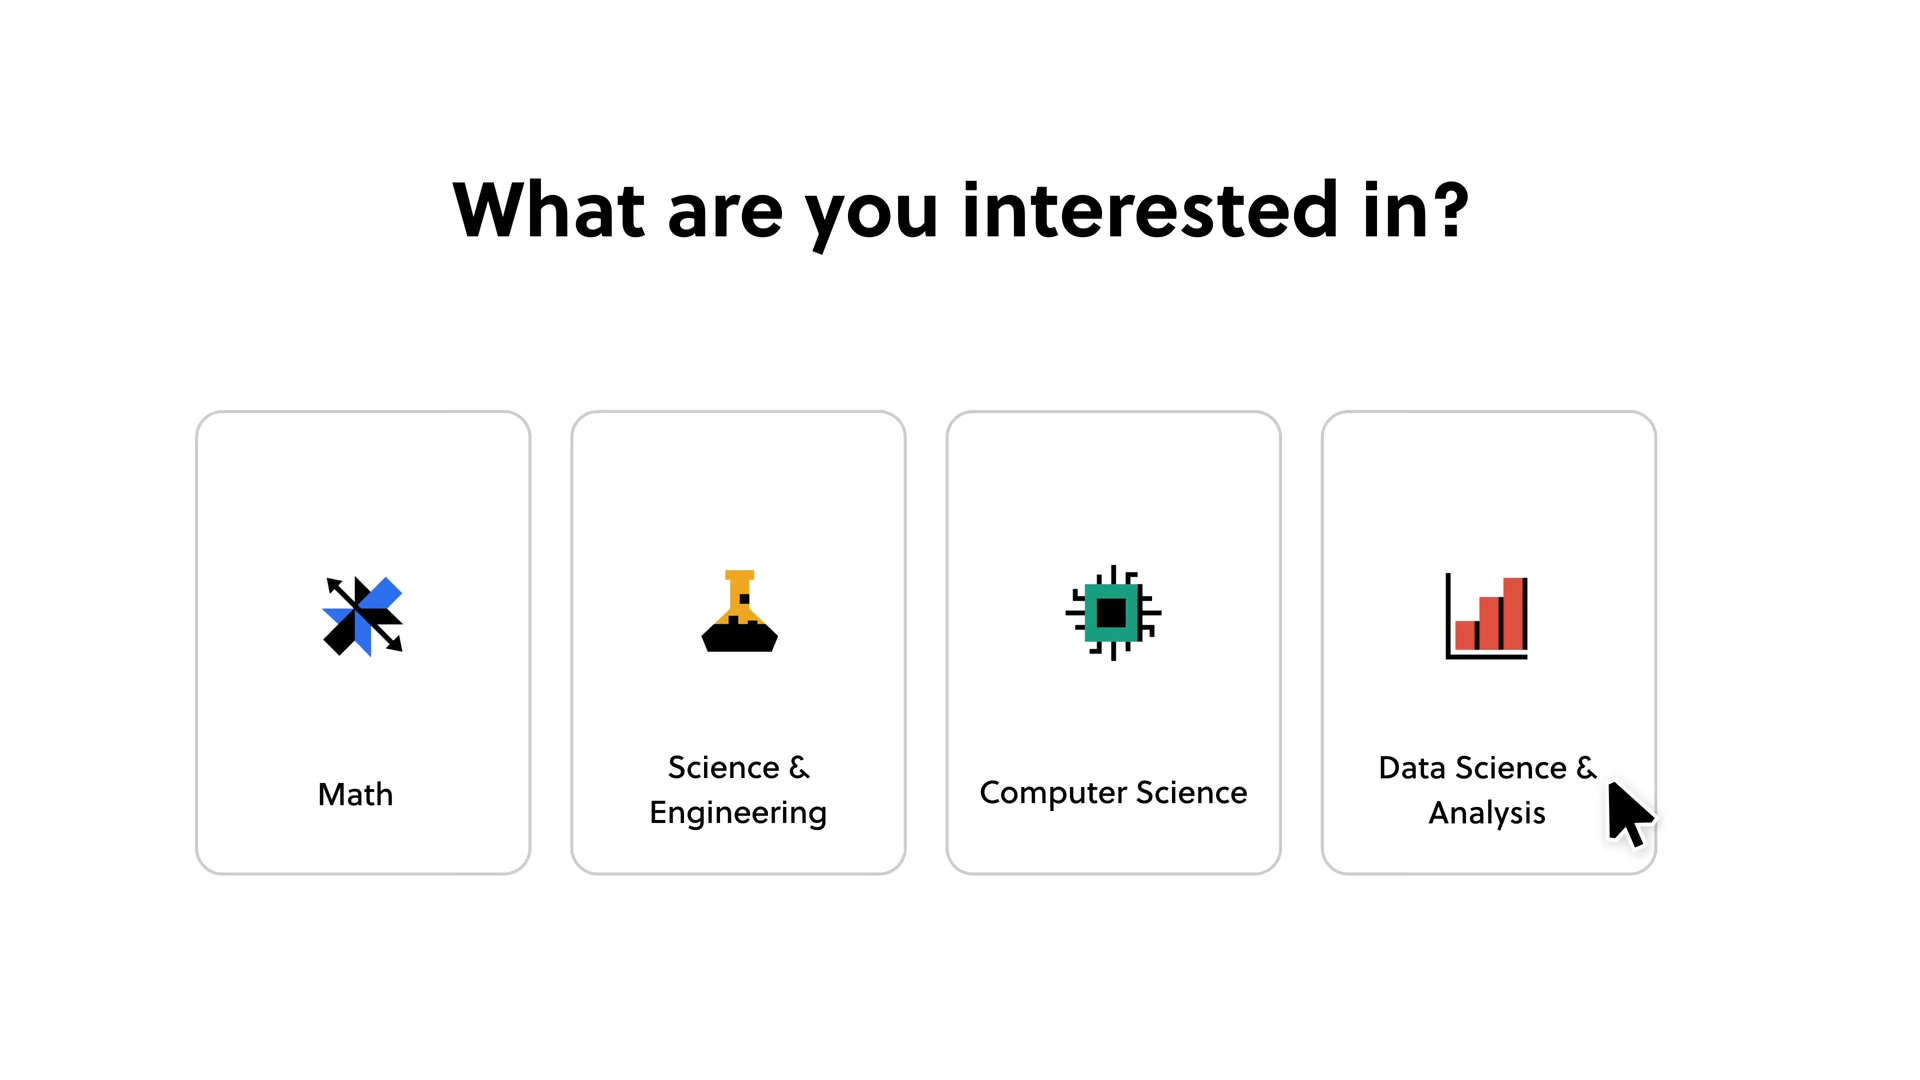 What are you interested in?
Math
Science &
Engineering
Computer Science
Data Science &
Analysis